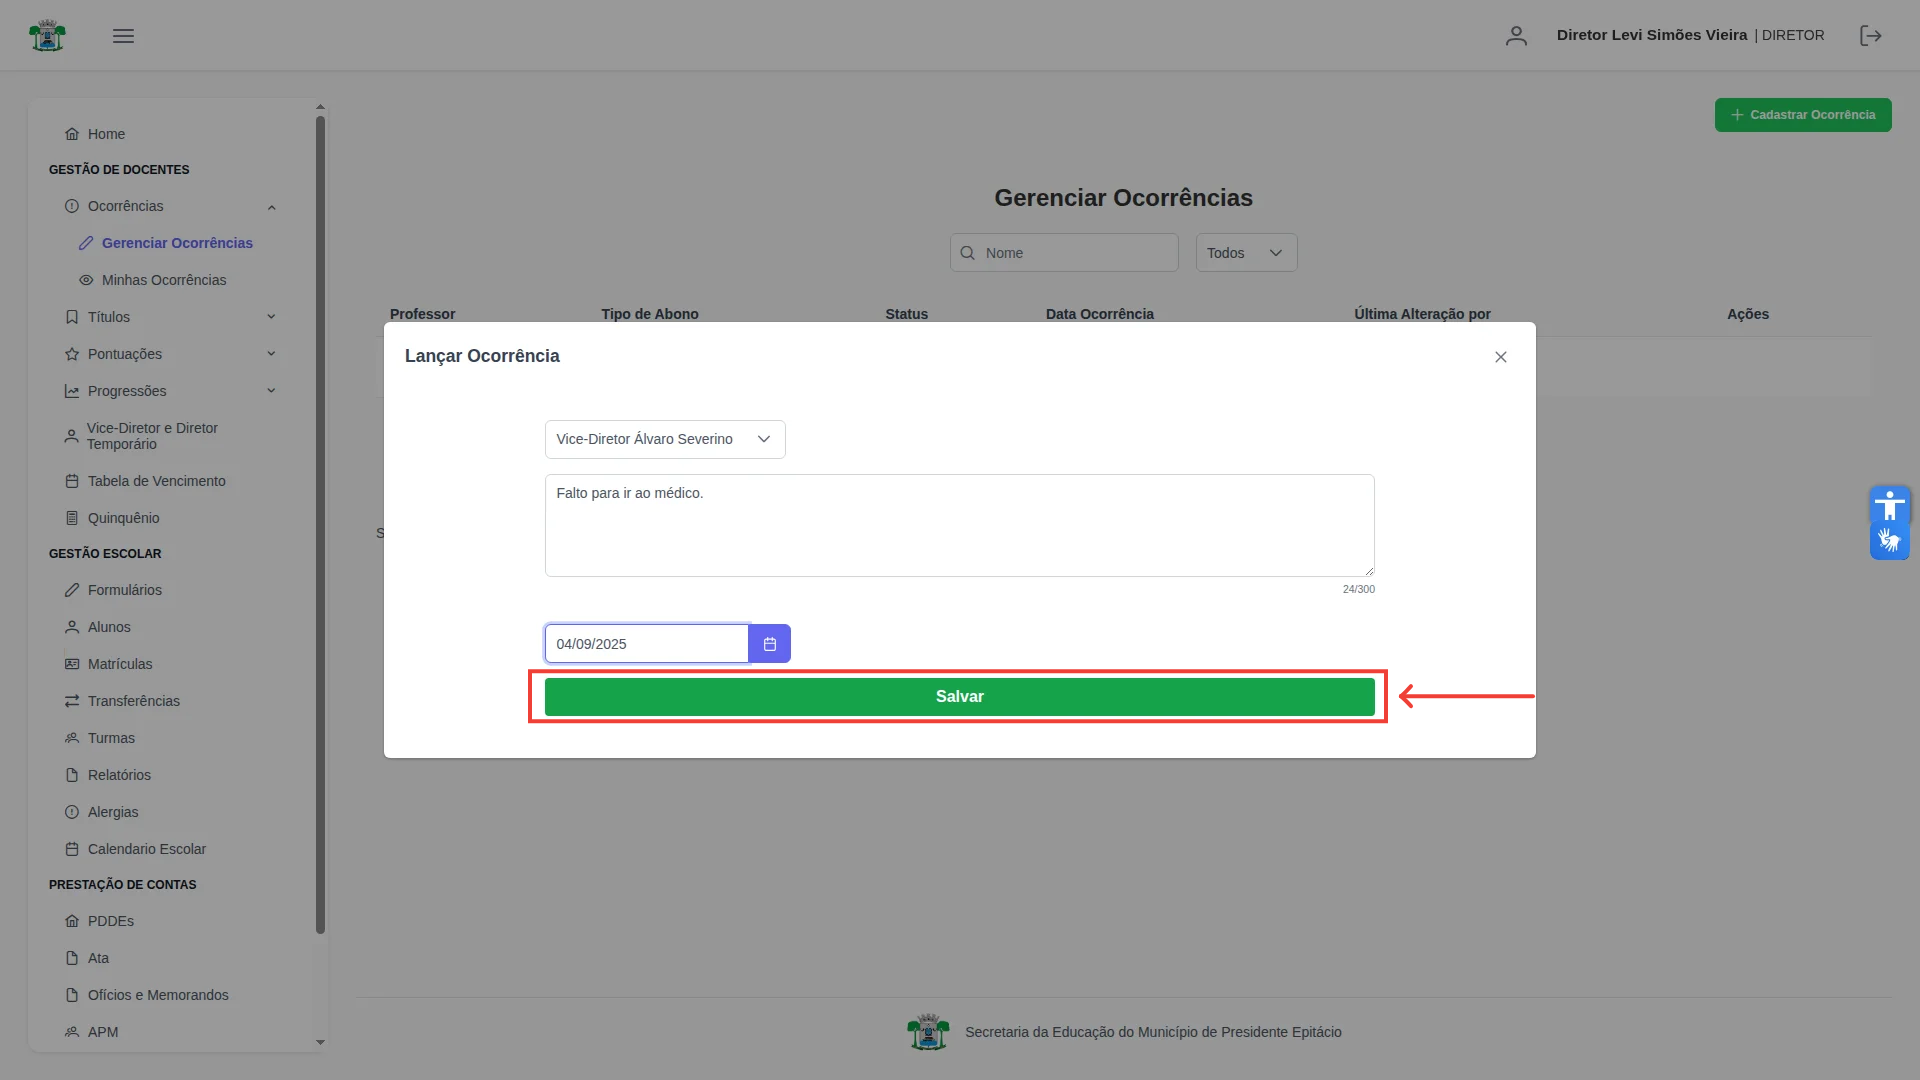 Diretor Levi Simões Vieira | DIRETOR
Home
GESTÃO DE DOCENTES
Ocorrências
Gerenciar Ocorrências
Minhas Ocorrências
Títulos
Pontuações
Progressões
Vice-Diretor e Diretor
Temporário
Tabela de Vencimento
Quinquênio
GESTÃO ESCOLAR
Formulários
Alunos
Matrículas
Transferências
Turmas
Relatórios
Alergias
Calendario Escolar
PRESTAÇÃO DE CONTAS
PDDEs
Ata
Ofícios e Memorandos
APM
Cadastrar Ocorrência
Gerenciar Ocorrências
Nome
Todos
Professor Tipo de Abono Status Data Ocorrência Última Alteração por Ações
S
Lançar Ocorrência
Vice-Diretor Álvaro Severino
Falto para ir ao médico.
24/300
04/09/2025
Salvar
Secretaria da Educação do Município de Presidente Epitácio